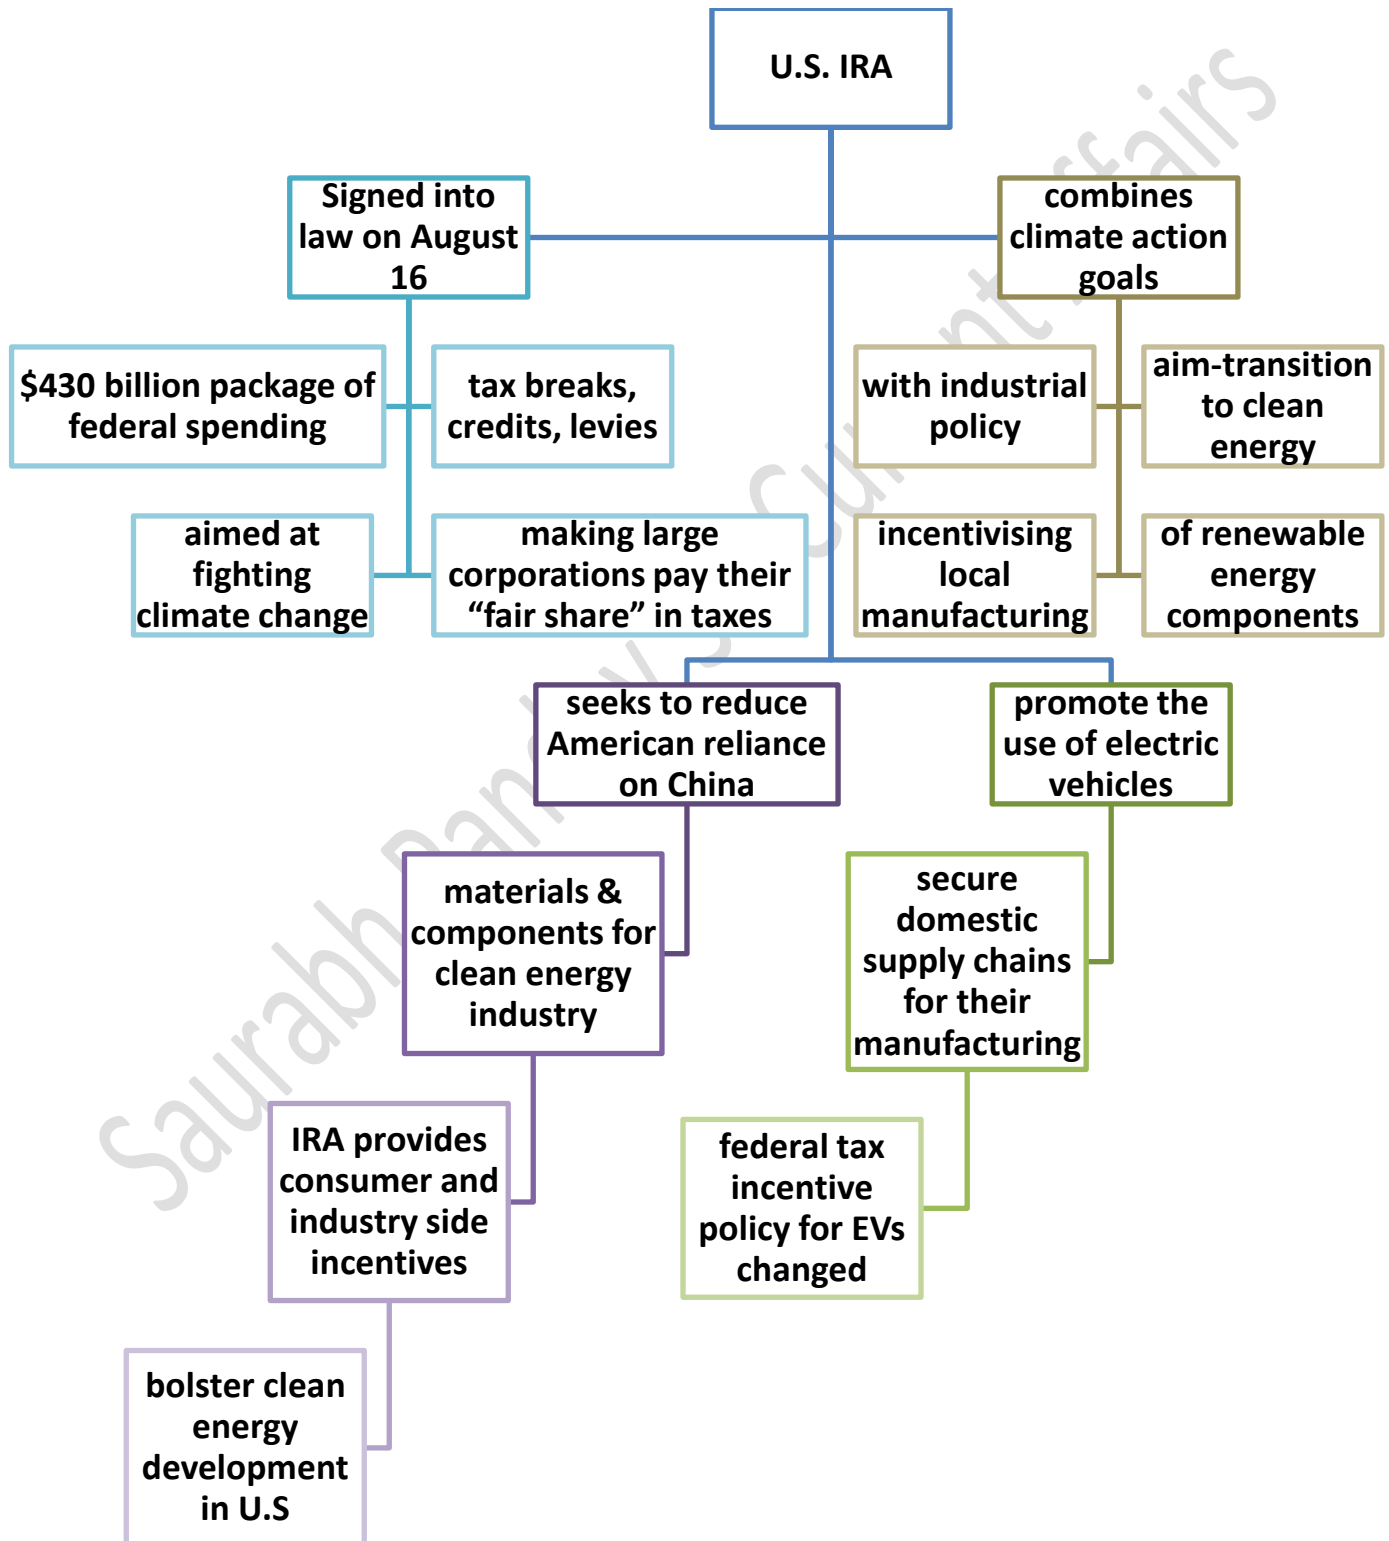 U.S. IRA
Signed into
law on August
16
combines
climate action
goals
$430 billion package of
federal spending
tax breaks,
credits, levies
with industrial
policy
aim-transition
to clean
energy
aimed at
fighting
climate change
making large
corporations pay their
“fair share” in taxes
incentivising
local
manufacturing
of renewable
energy
components
seeks to reduce
American reliance
on China
promote the
use of electric
vehicles
materials &
components for
clean energy
industry
secure
domestic
supply chains
for their
manufacturing
IRA provides
consumer and
industry side
incentives
federal tax
incentive
policy for EVs
changed
bolster clean
energy
development
in U.S
Saurabh